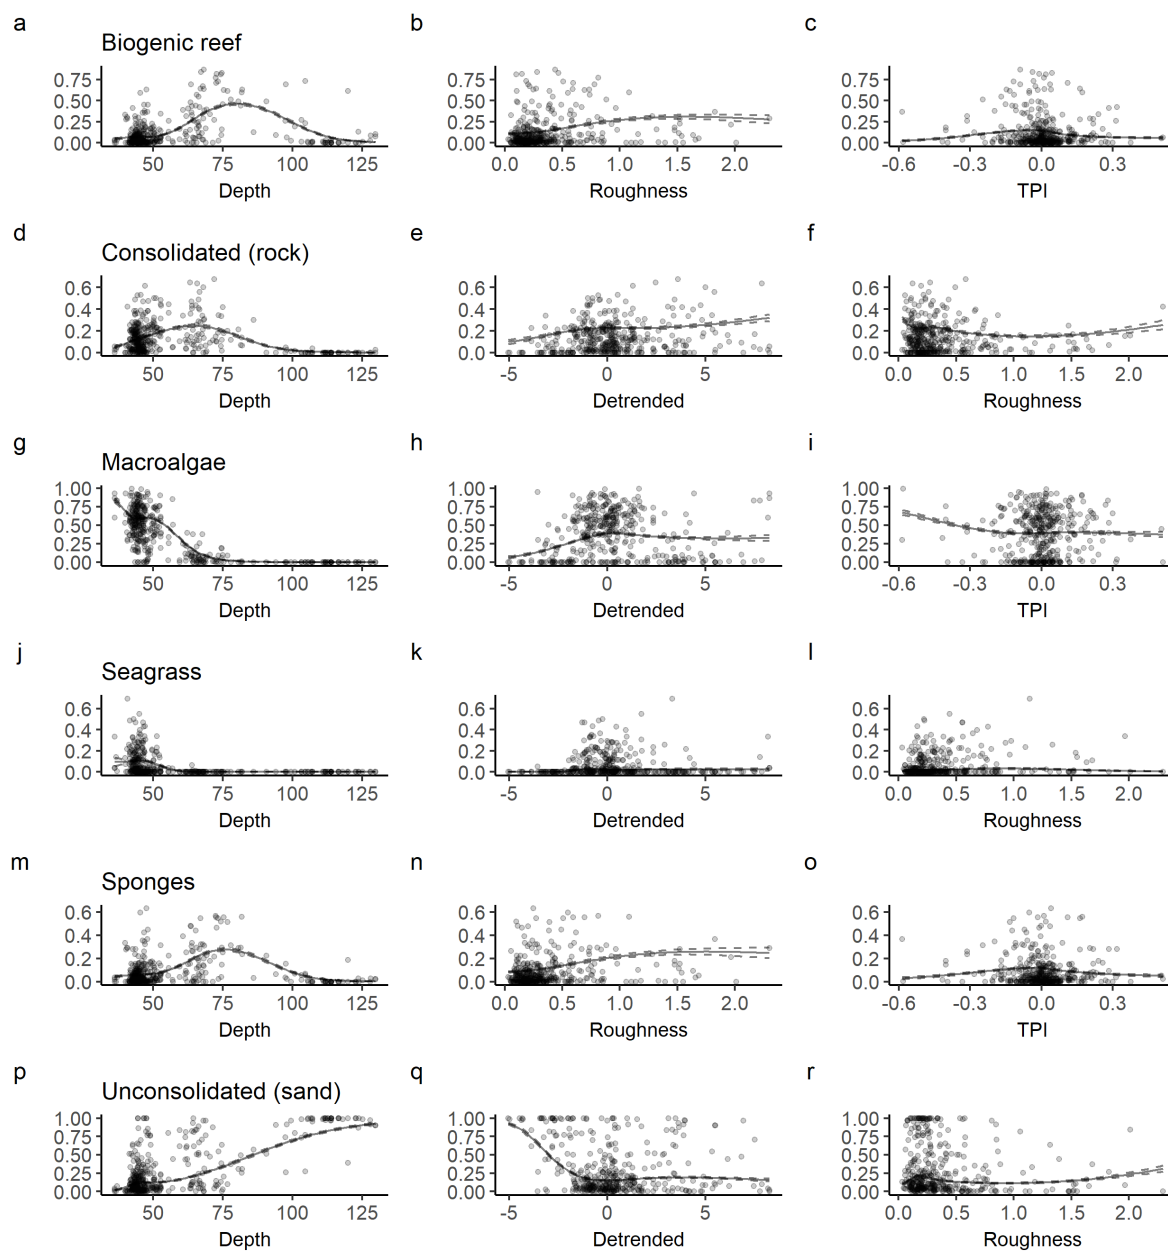 a b c
Biogenic reef
0.75 0.75 0.75
0.50 0.50 0.50
0.25 0.25 0.25
0.00 0.00 0.00
50 75 100 125 0.0 0.5 1.0 1.5 2.0 -0.6 -0.3 0.0 0.3
Depth Roughness TPI
d e f
Consolidated (rock)
0.6 0.6 0.6
0.4 0.4 0.4
0.2 0.2 0.2
0.0 0.0 0.0
50 75 100 125 -5 0 5 0.0 0.5 1.0 1.5 2.0
Depth Detrended Roughness
g h i
Macroalgae
1.00 1.00 1.00
0.75 0.75 0.75
0.50 0.50 0.50
0.25 0.25 0.25
0.00 0.00 0.00
50 75 100 125 -5 0 5 -0.6 -0.3 0.0 0.3
Depth Detrended TPI
j k l
Seagrass
0.6 0.6 0.6
0.4 0.4 0.4
0.2 0.2 0.2
0.0 0.0 0.0
50 75 100 125 -5 0 5 0.0 0.5 1.0 1.5 2.0
Depth Detrended Roughness
m n o
Sponges
0.6 0.6 0.6
0.4 0.4 0.4
0.2 0.2 0.2
0.0 0.0 0.0
50 75 100 125 0.0 0.5 1.0 1.5 2.0 -0.6 -0.3 0.0 0.3
Depth Roughness TPI
p q r
Unconsolidated (sand)
1.00 1.00 1.00
0.75 0.75 0.75
0.50 0.50 0.50
0.25 0.25 0.25
0.00 0.00 0.00
50 75 100 125 -5 0 5 0.0 0.5 1.0 1.5 2.0
Depth Detrended Roughness